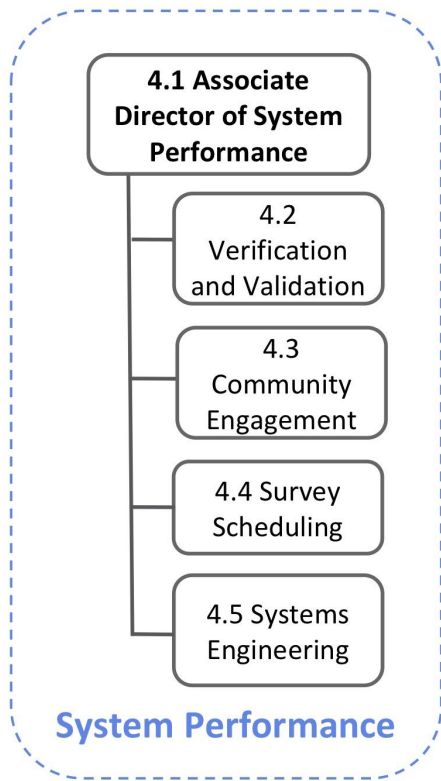 4.1 Associate
Director of System
Performance
4.2
Verification
and Validation
4.3
Community
Engagement
4.4 Survey
Scheduling
4.5 Systems
Engineering
System Performance